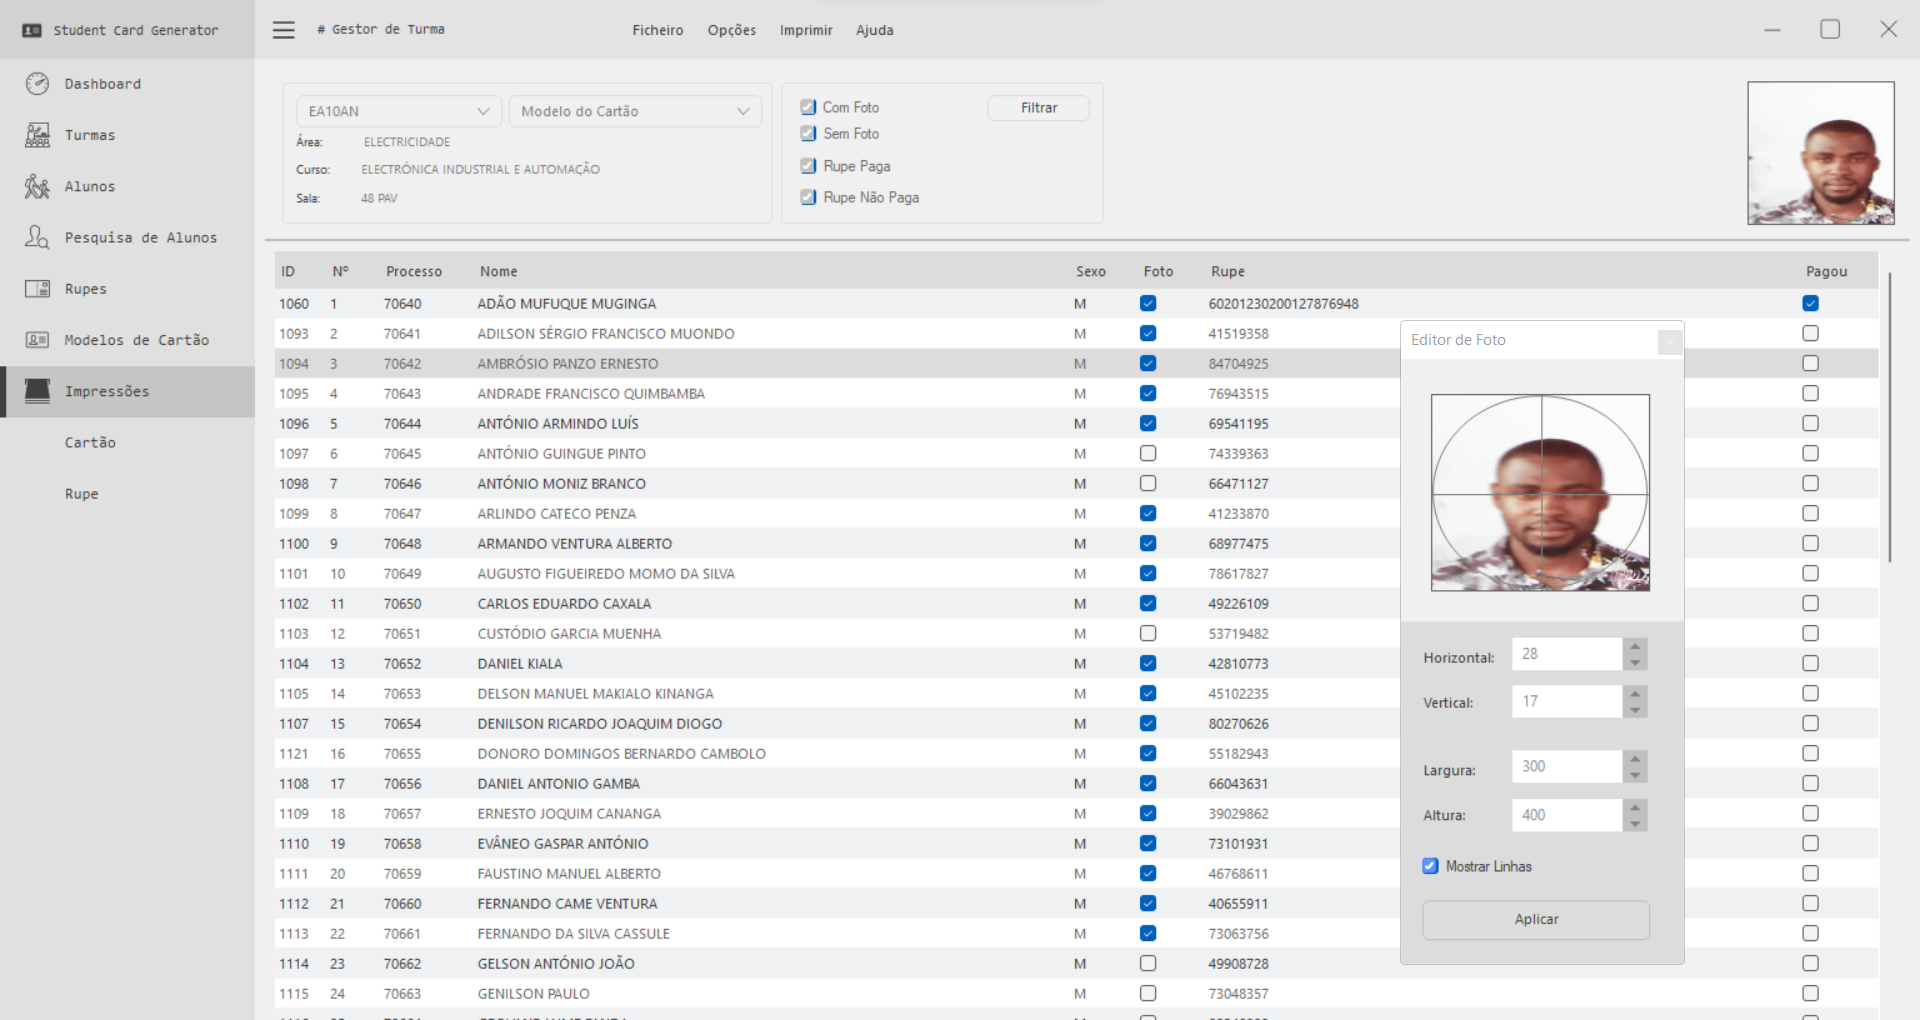 Student Card Generator
# Gestor de Turma
Ficheiro Opções Imprimir Ajuda
Dashboard
Turmas
Alunos
Pesquisa de Alunos
Rupes
Modelos de Cartão
Impressões
Cartão
Rupe
EA10AN
Modelo do Cartão
Área: ELECTRICIDADE
Curso: ELECTRÓNICA INDUSTRIAL E AUTOMAÇÃO
Sala: 48 PAV
Com Foto
Sem Foto
Rupe Paga
Rupe Não Paga
Filtrar
ID Nº Processo Nome Sexo Foto Rupe Pagou
1060 1 70640 ADÃO MUFUQUE MUGINGA M 60201230200127876948
1093 2 70641 ADILSON SÉRGIO FRANCISCO MUONDO M 41519358
1094 3 70642 AMBRÓSIO PANZO ERNESTO M 84704925
1095 4 70643 ANDRADE FRANCISCO QUIMBAMBA M 76943515
1096 5 70644 ANTÓNIO ARMINDO LUÍS M 69541195
1097 6 70645 ANTÓNIO GUINGUE PINTO M 74339363
1098 7 70646 ANTÓNIO MONIZ BRANCO M 66471127
1099 8 70647 ARLINDO CATECO PENZA M 41233870
1100 9 70648 ARMANDO VENTURA ALBERTO M 68977475
1101 10 70649 AUGUSTO FIGUEIREDO MOMO DA SILVA M 78617827
1102 11 70650 CARLOS EDUARDO CAXALA M 49226109
1103 12 70651 CUSTÓDIO GARCIA MUENHA M 53719482
1104 13 70652 DANIEL KIALA M 42810773
1105 14 70653 DELSON MANUEL MAKIALO KINANGA M 45102235
1107 15 70654 DENILSON RICARDO JOAQUIM DIOGO M 80270626
1121 16 70655 DONORO DOMINGOS BERNARDO CAMBOLO M 55182943
1108 17 70656 DANIEL ANTONIO GAMBA M 66043631
1109 18 70657 ERNESTO JOQUIM CANANGA M 39029862
1110 19 70658 EVÂNEO GASPAR ANTÓNIO M 73101931
1111 20 70659 FAUSTINO MANUEL ALBERTO M 46768611
1112 21 70660 FERNANDO CAME VENTURA M 40655911
1113 22 70661 FERNANDO DA SILVA CASSULE M 73063756
1114 23 70662 GELSON ANTÓNIO JOÃO M 49908728
1115 24 70663 GENILSON PAULO M 73048357
Editor de Foto
Horizontal: 28
Vertical: 17
Largura: 300
Altura: 400
Mostrar Linhas
Aplicar